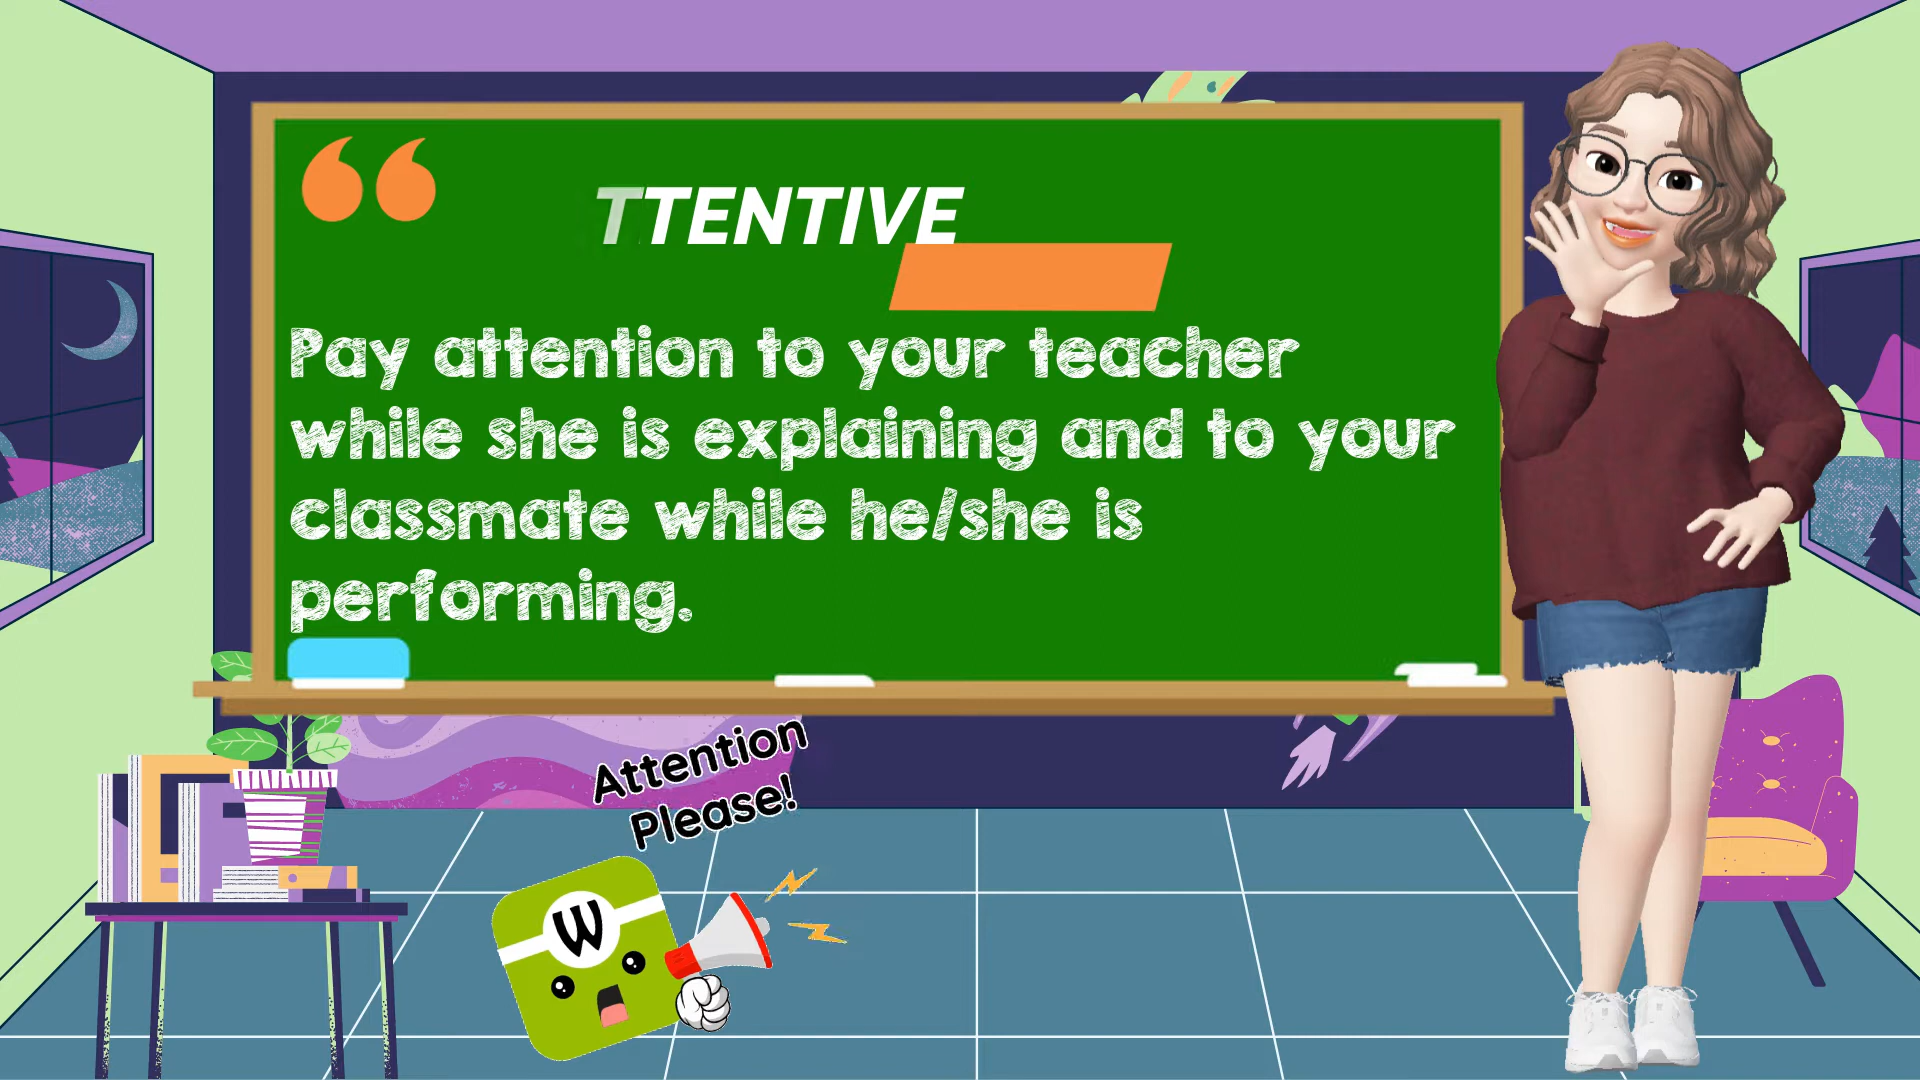 TTENTIVE
Pay attention to your teacher
while she is explaining and to your
classmate while he/she is
performing.
Attention
Please!
W